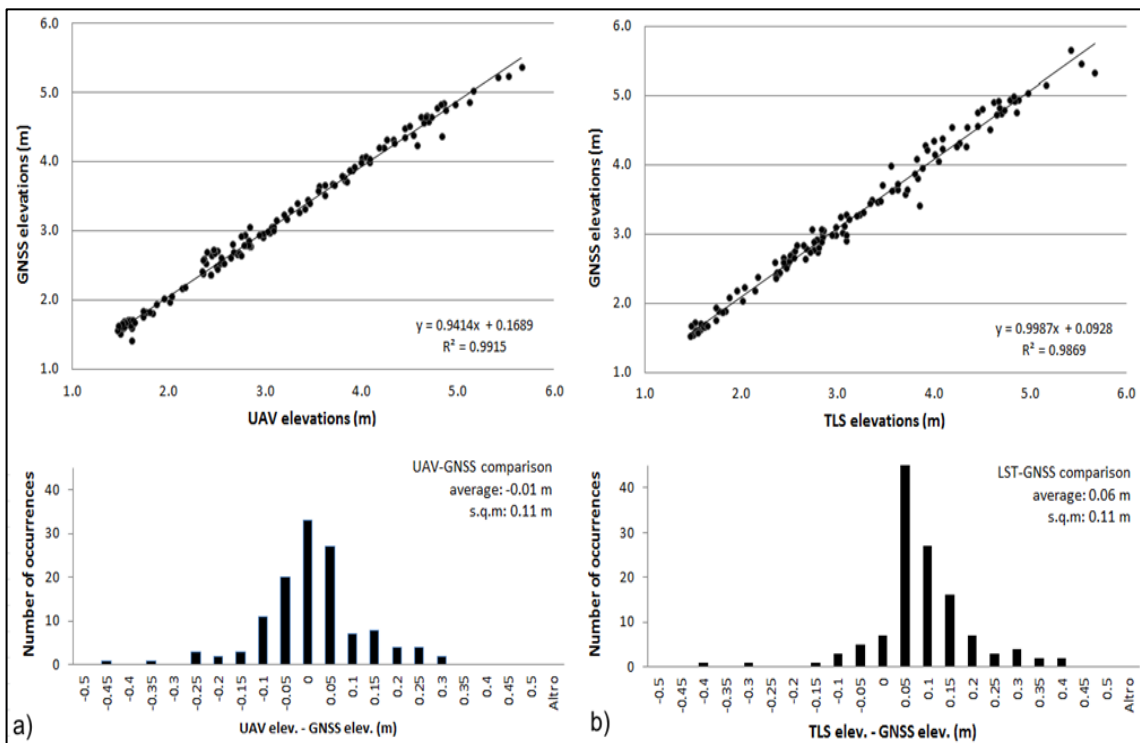 6.0
5.0
4.0
3.0
2.0
1.0
GNSS elevations (m)
y = 0.9414x + 0.1689
R² = 0.9915
1.0 2.0 3.0 4.0 5.0 6.0
UAV elevations (m)
6.0
5.0
4.0
3.0
2.0
1.0
GNSS elevations (m)
y = 0.9987x + 0.0928
R² = 0.9869
1.0 2.0 3.0 4.0 5.0 6.0
TLS elevations (m)
UAV-GNSS comparison
average: -0.01 m
s.q.m: 0.11 m
40
30
20
10
0
Number of occurrences
-0.5 -0.45 -0.4 -0.35 -0.3 -0.25 -0.2 -0.15 -0.1 -0.05 0 0.05 0.1 0.15 0.2 0.25 0.3 0.35 0.4 0.45 0.5 Altro
a)
UAV elev. - GNSS elev. (m)
LST-GNSS comparison
average: 0.06 m
s.q.m: 0.11 m
40
30
20
10
0
Number of occurrences
-0.5 -0.45 -0.4 -0.35 -0.3 -0.25 -0.2 -0.15 -0.1 -0.05 0 0.05 0.1 0.15 0.2 0.25 0.3 0.35 0.4 0.45 0.5 Altro
b)
TLS elev. - GNSS elev. (m)